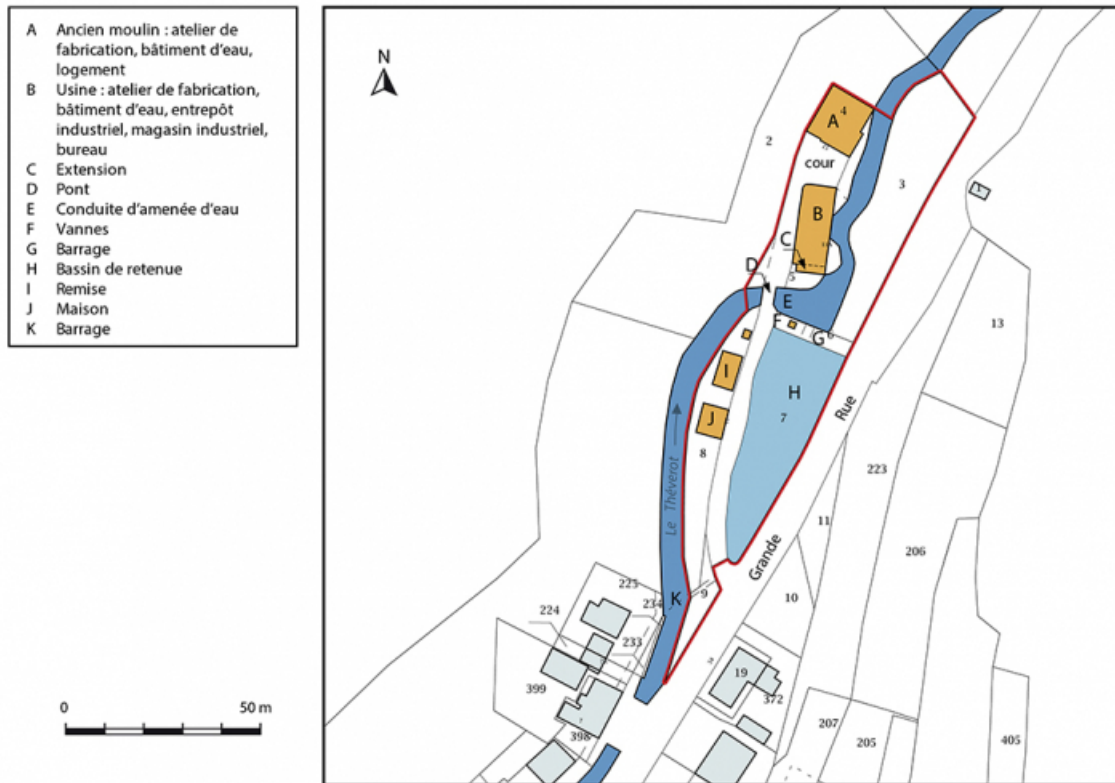 A Ancien moulin : atelier de
fabrication, bâtiment d'eau,
logement
B Usine : atelier de fabrication,
bâtiment d'eau, entrepôt
industriel, magasin industriel,
bureau
C Extension
D Pont
E Conduite d'amenée d'eau
F Vannes
G Barrage
H Bassin de retenue
I Remise
J Maison
K Barrage
0 50 m
N
4
A
2
cour
3
B
C
D
5
E
F
G
13
I
H
7
J
Rue
8
Le Théverot
223
11
206
Grande
225
K
9
10
234
224
233
19
399
372
207
398
205
405